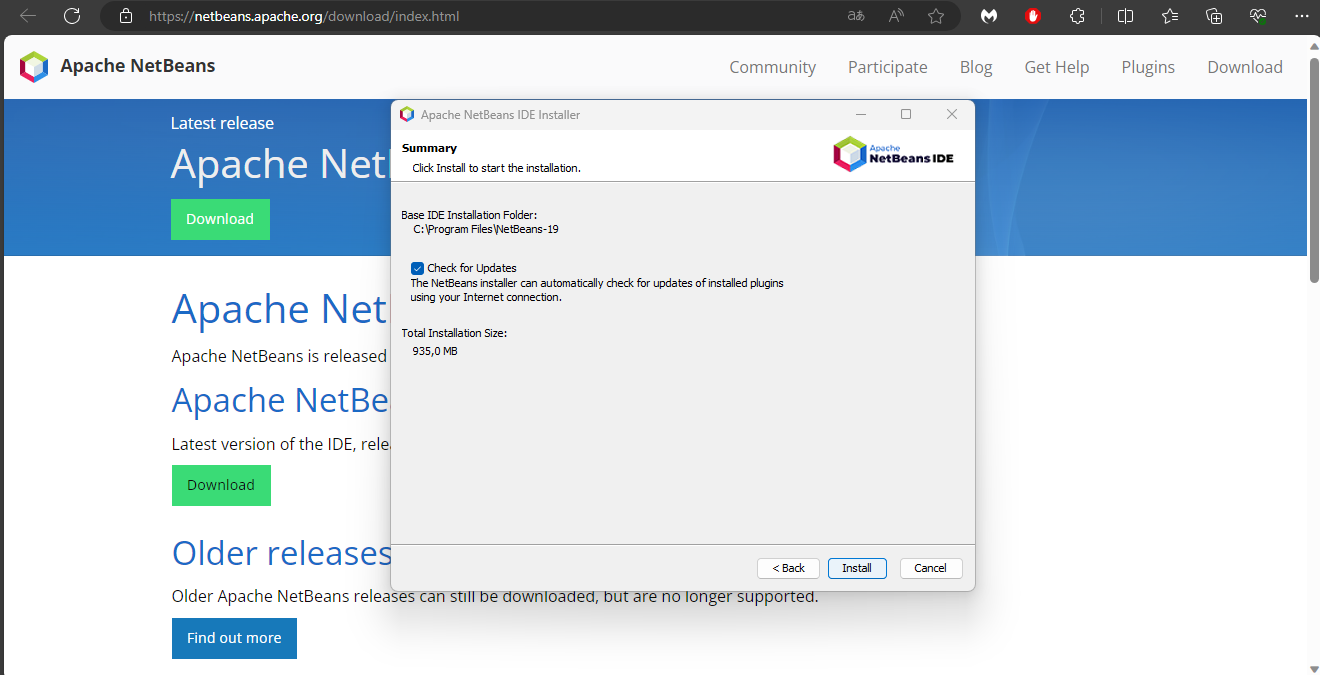 https://netbeans.apache.org/download/index.html
Apache NetBeans
Community Participate Blog Get Help Plugins Download
Latest release
Apache Net
Download
Apache Net
Apache NetBeans is released
Apache NetBe
Latest version of the IDE, rele
Download
Older releases
Older Apache NetBeans releases can still be downloaded, but are no longer supported.
Find out more
Apache NetBeans IDE Installer
Summary
Click Install to start the installation.
Apache
NetBeans IDE
Base IDE Installation Folder:
C:\Program Files\NetBeans-19
Check for Updates
The NetBeans installer can automatically check for updates of installed plugins
using your Internet connection.
Total Installation Size:
935,0 MB
< Back Install Cancel